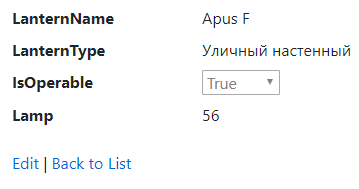 LanternName Apus F
LanternType Уличный настенный
IsOperable True
Lamp 56
Edit | Back to List